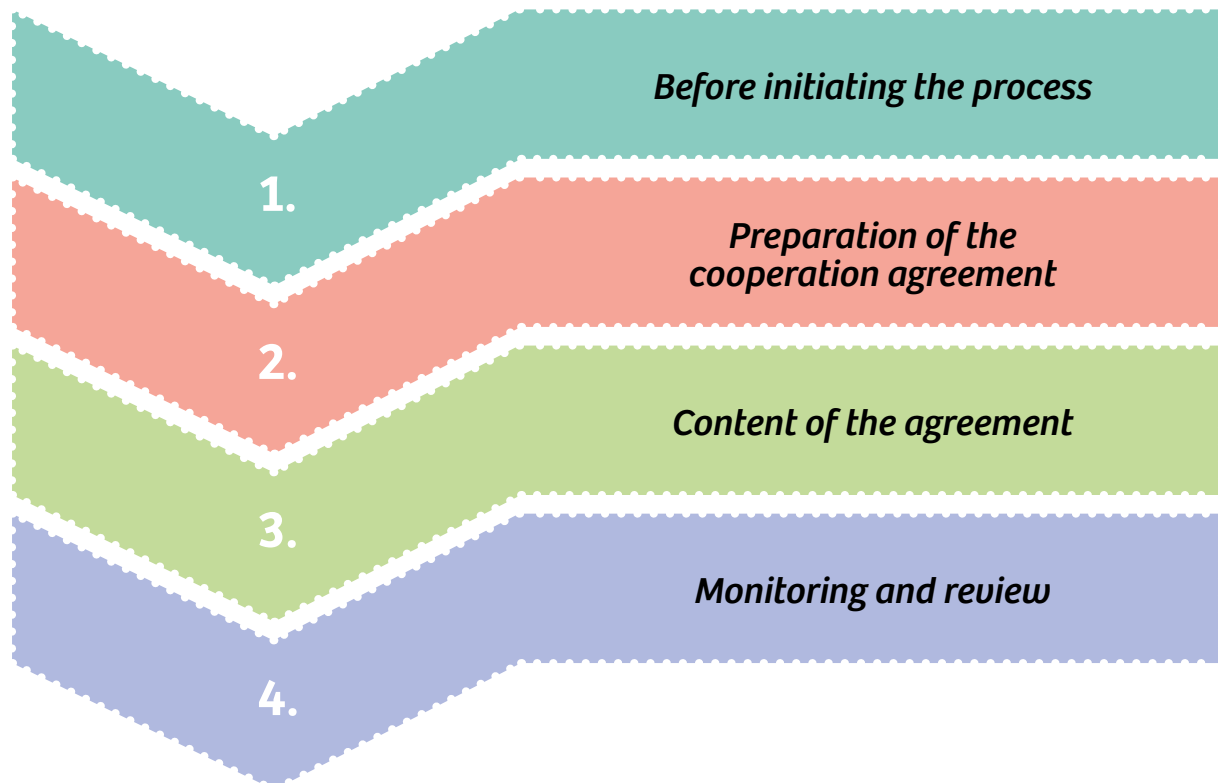 Before initiating the process
1.
Preparation of the
cooperation agreement
2.
Content of the agreement
3.
Monitoring and review
4.